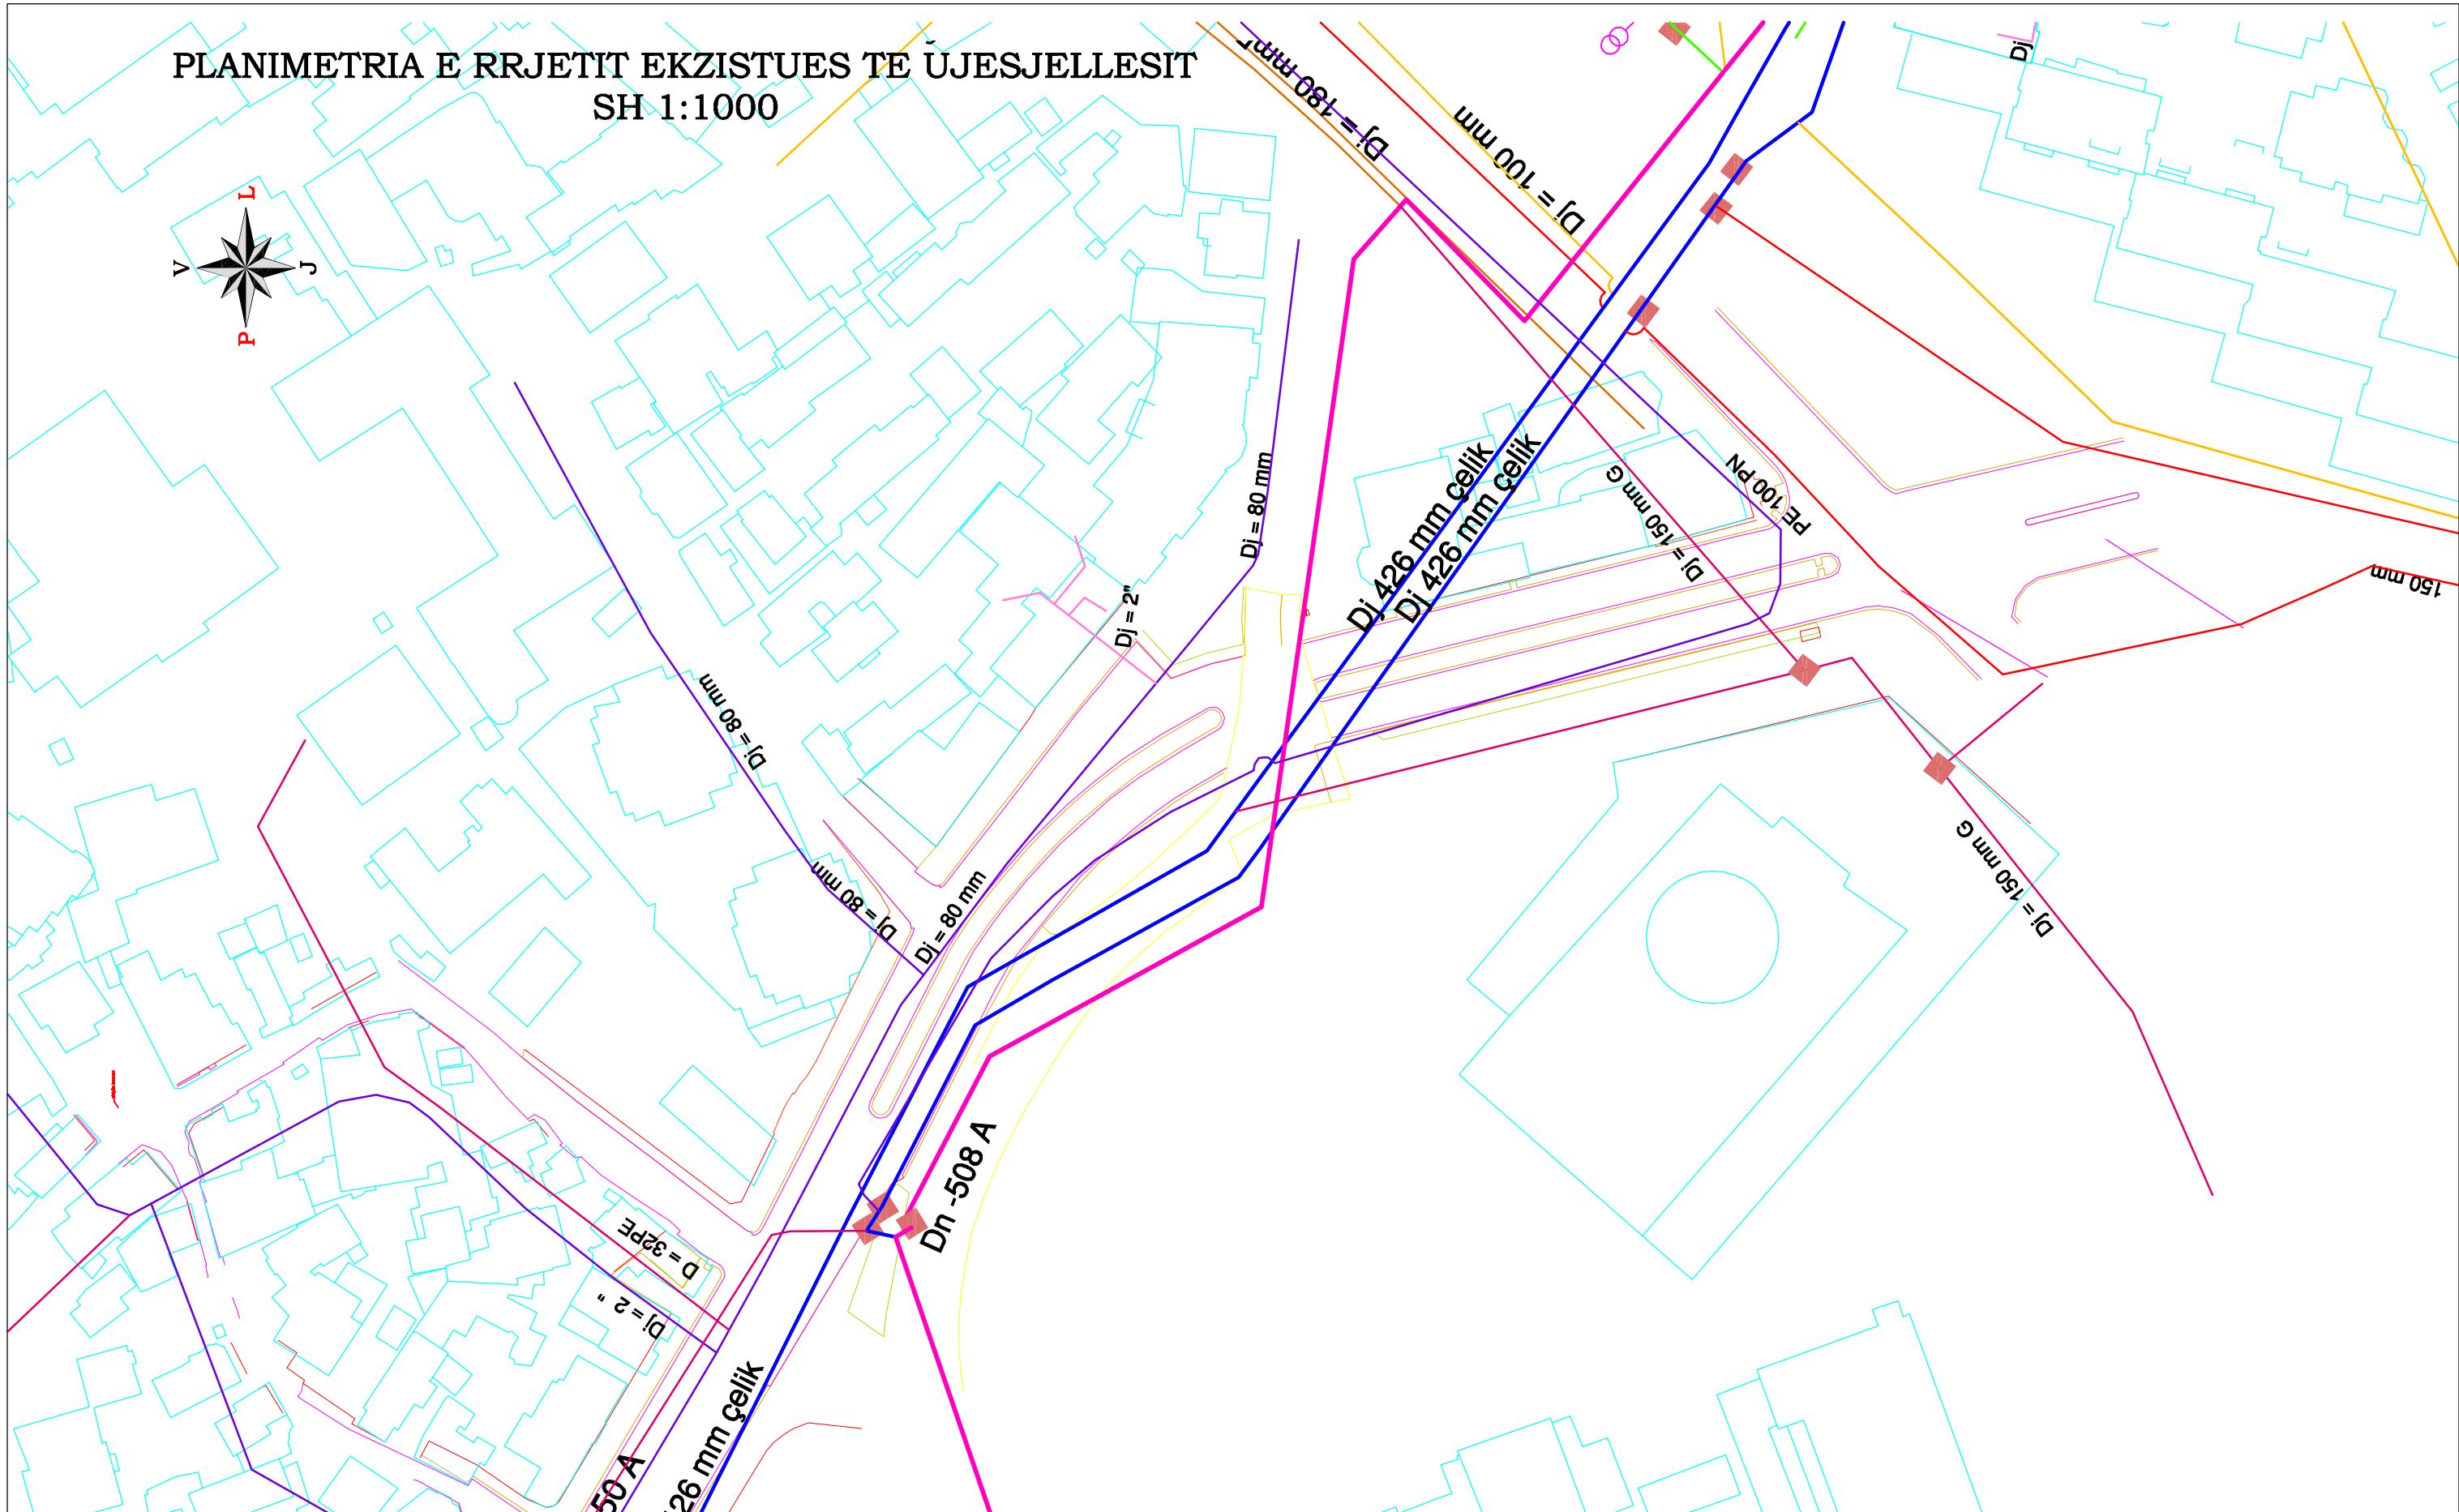 PLANIMETRIA E RRJETIT EKZISTUES TE UJESJELLESIT
SH 1:1000
L
V
J
P
Dj = 180 mm
Dj = 100 mm
Dj
Dj = 80 mm
Dj 426 mm çelik
Dj 426 mm çelik
Dj = 150 mm G
PE 100 PN
150 mm
Dj = 2"
Dj = 80 mm
Dj = 80 mm
Dj = 80 mm
Dj = 150 mm G
Dn -508 A
D = 32PE
Dj = 2 "
26 mm çelik
50 A